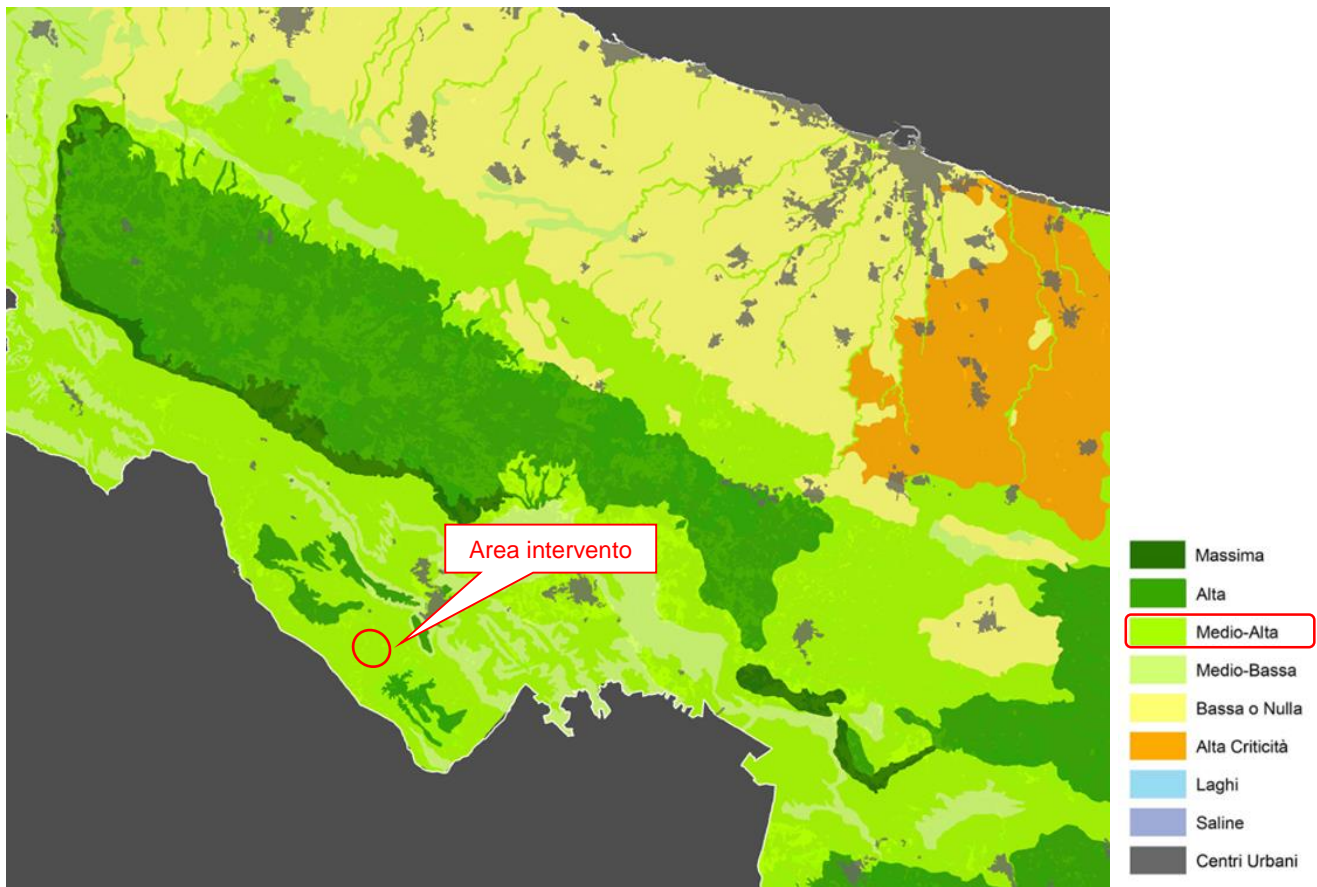 Area intervento
Massima
Alta
Medio-Alta
Medio-Bassa
Bassa o Nulla
Alta Criticità
Laghi
Saline
Centri Urbani